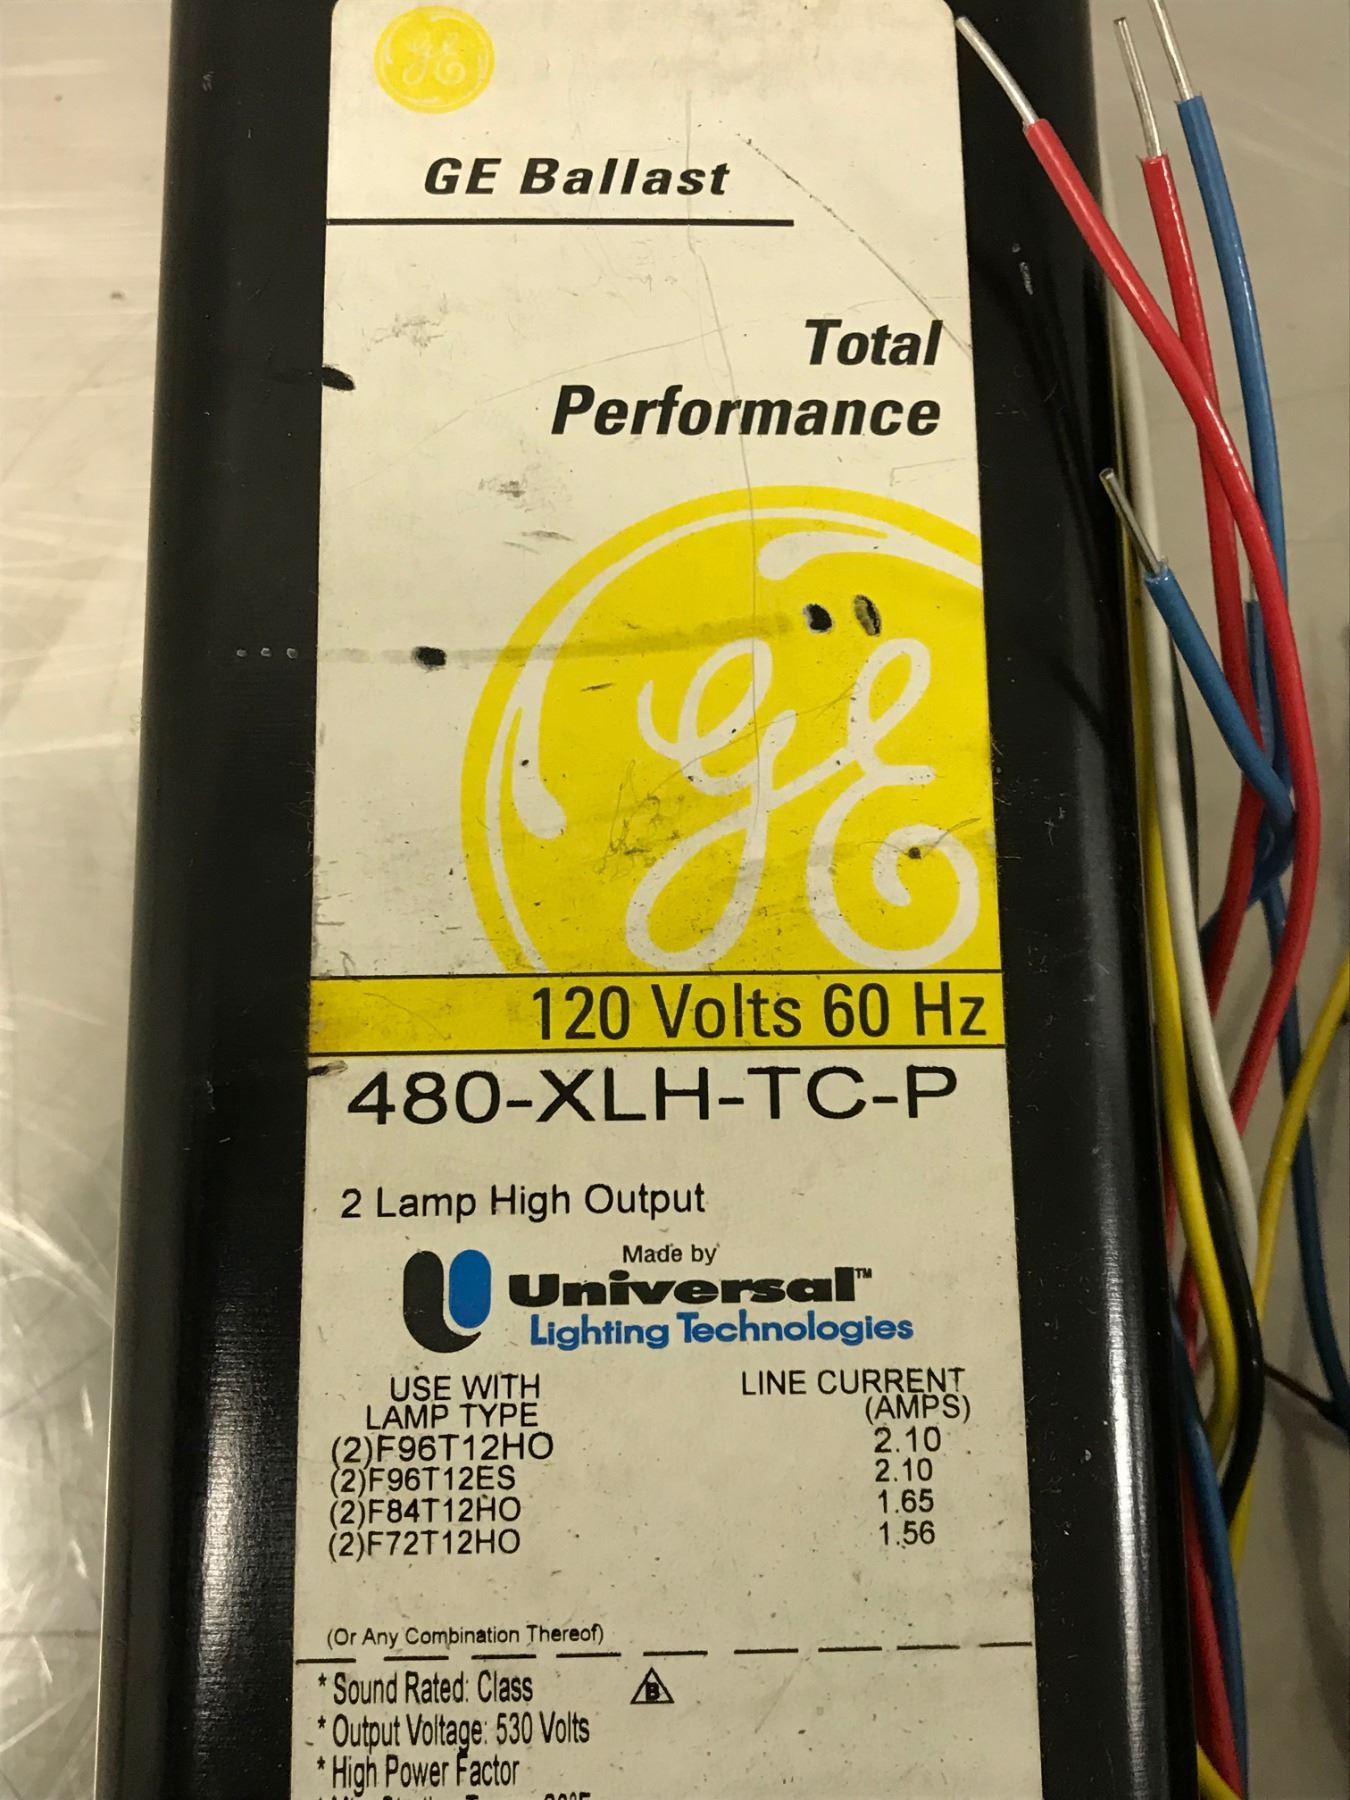 GE
GE Ballast
Total
Performance
GE
120 Volts 60 Hz
480-XLH-TC-P
2 Lamp High Output
Made by
Universal™
Lighting Technologies
USE WITH LINE CURRENT
LAMP TYPE (AMPS)
(2)F96T12HO 2.10
(2)F96T12ES 2.10
(2)F84T12HO 1.65
(2)F72T12HO 1.56
(Or Any Combination Thereof)
* Sound Rated: Class B
* Output Voltage: 530 Volts
* High Power Factor